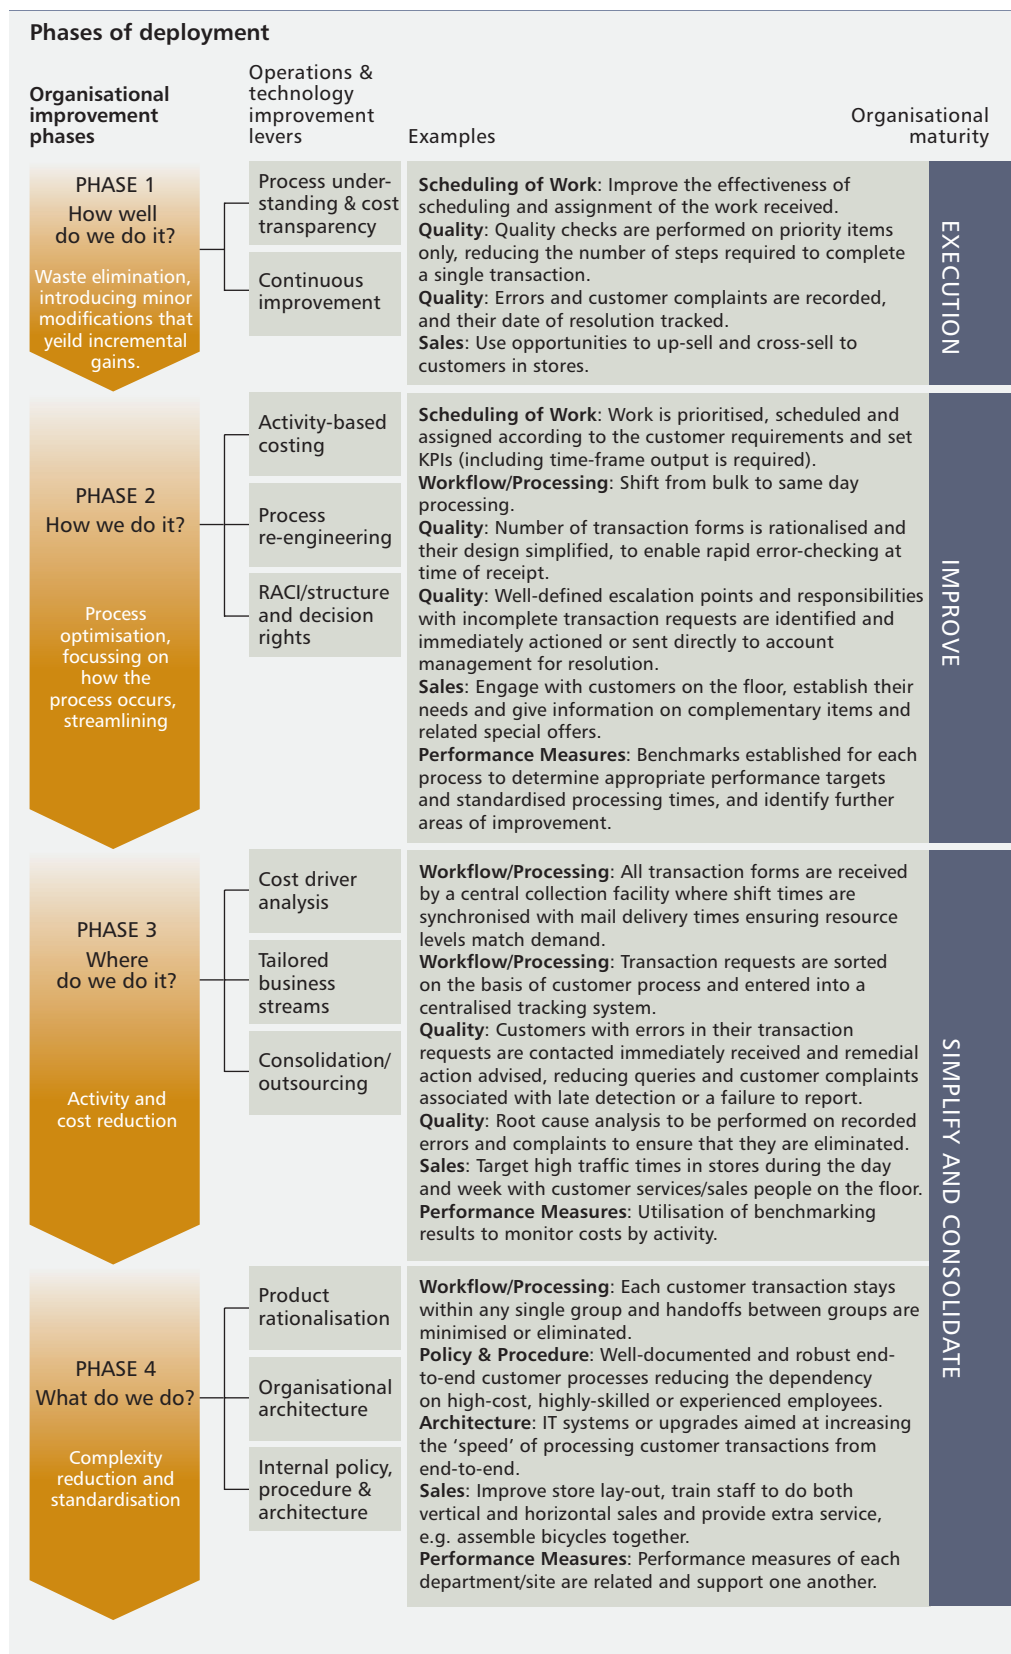 Phases of deployment
Organisational
improvement
phases
Operations &
technology
improvement
levers
Examples
Organisational
maturity
PHASE 1
How well
do we do it?
Waste elimination,
introducing minor
modifications that
yeild incremental
gains.
Process under-
standing & cost
transparency
Continuous
improvement
Scheduling of Work: Improve the effectiveness of
scheduling and assignment of the work received.
Quality: Quality checks are performed on priority items
only, reducing the number of steps required to complete
a single transaction.
Quality: Errors and customer complaints are recorded,
and their date of resolution tracked.
Sales: Use opportunities to up-sell and cross-sell to
customers in stores.
EXECUTION
PHASE 2
How we do it?
Process
optimisation,
focussing on
how the
process occurs,
streamlining
Activity-based
costing
Process
re-engineering
RACI/structure
and decision
rights
Scheduling of Work: Work is prioritised, scheduled and
assigned according to the customer requirements and set
KPIs (including time-frame output is required).
Workflow/Processing: Shift from bulk to same day
processing.
Quality: Number of transaction forms is rationalised and
their design simplified, to enable rapid error-checking at
time of receipt.
Quality: Well-defined escalation points and responsibilities
with incomplete transaction requests are identified and
immediately actioned or sent directly to account
management for resolution.
Sales: Engage with customers on the floor, establish their
needs and give information on complementary items and
related special offers.
Performance Measures: Benchmarks established for each
process to determine appropriate performance targets
and standardised processing times, and identify further
areas of improvement.
IMPROVE
PHASE 3
Where
do we do it?
Activity and
cost reduction
Cost driver
analysis
Tailored
business
streams
Consolidation/
outsourcing
Workflow/Processing: All transaction forms are received
by a central collection facility where shift times are
synchronised with mail delivery times ensuring resource
levels match demand.
Workflow/Processing: Transaction requests are sorted
on the basis of customer process and entered into a
centralised tracking system.
Quality: Customers with errors in their transaction
requests are contacted immediately received and remedial
action advised, reducing queries and customer complaints
associated with late detection or a failure to report.
Quality: Root cause analysis to be performed on recorded
errors and complaints to ensure that they are eliminated.
Sales: Target high traffic times in stores during the day
and week with customer services/sales people on the floor.
Performance Measures: Utilisation of benchmarking
results to monitor costs by activity.
SIMPLIFY AND CONSOLIDATE
PHASE 4
What do we do?
Complexity
reduction and
standardisation
Product
rationalisation
Organisational
architecture
Internal policy,
procedure &
architecture
Workflow/Processing: Each customer transaction stays
within any single group and handoffs between groups are
minimised or eliminated.
Policy & Procedure: Well-documented and robust end-
to-end customer processes reducing the dependency
on high-cost, highly-skilled or experienced employees.
Architecture: IT systems or upgrades aimed at increasing
the ‘speed’ of processing customer transactions from
end-to-end.
Sales: Improve store lay-out, train staff to do both
vertical and horizontal sales and provide extra service,
e.g. assemble bicycles together.
Performance Measures: Performance measures of each
department/site are related and support one another.